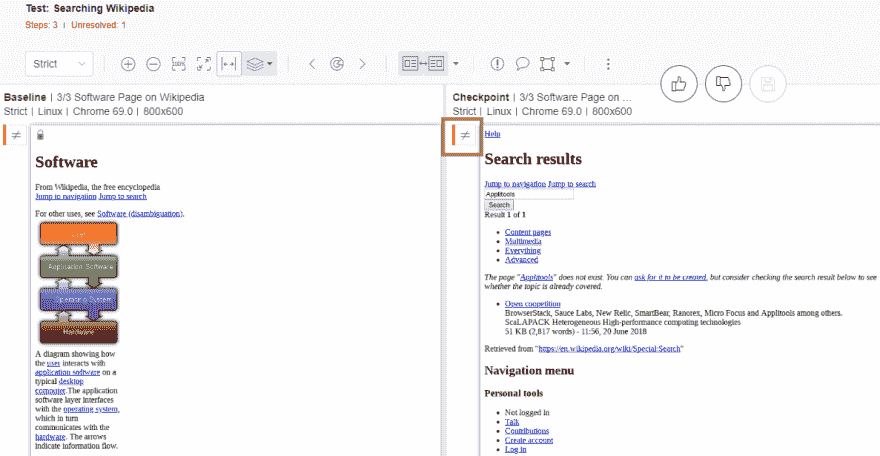 Test: Searching Wikipedia
Steps: 3 | Unresolved: 1
Strict
100%
Baseline | 3/3 Software Page on Wikipedia
Strict | Linux | Chrome 69.0 | 800x600
Software
From Wikipedia, the free encyclopedia
Jump to navigation Jump to search
For other uses, see Software (disambiguation).
Application Software
Operating System
Hardware
A diagram showing how
the user interacts with
application software on a
typical desktop
computer.The application
software layer interfaces
with the operating system,
which in turn
communicates with the
hardware. The arrows
indicate information flow.
Checkpoint | 3/3 Software Page on ...
Strict | Linux | Chrome 69.0 | 800x600
Help
Search results
Jump to navigation Jump to search
Applitools
Search
Result 1 of 1
Content pages
Multimedia
Everything
Advanced
The page "Applitools" does not exist. You can ask for it to be created, but consider checking the search result below to see
whether the topic is already covered.
Open coopetition
BrowserStack, Sauce Labs, New Relic, SmartBear, Ranorex, Micro Focus and Applitools among others.
ScaLAPACK Heterogeneous High-performance computing technologies
51 KB (2,817 words) - 11:56, 20 June 2018
Retrieved from "https://en.wikipedia.org/wiki/Special:Search"
Navigation menu
Personal tools
Not logged in
Talk
Contributions
Create account
Log in